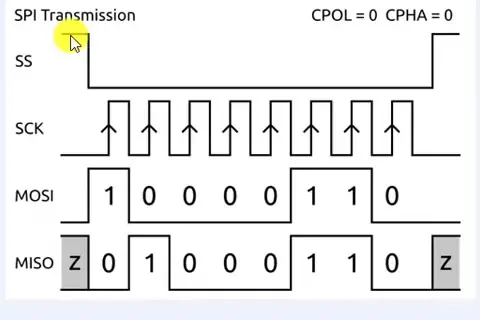 SPI Transmission CPOL = 0 CPHA = 0
SS
SCK
MOSI 1 0 0 0 0 1 1 0
MISO Z 0 1 0 0 0 1 1 0 Z